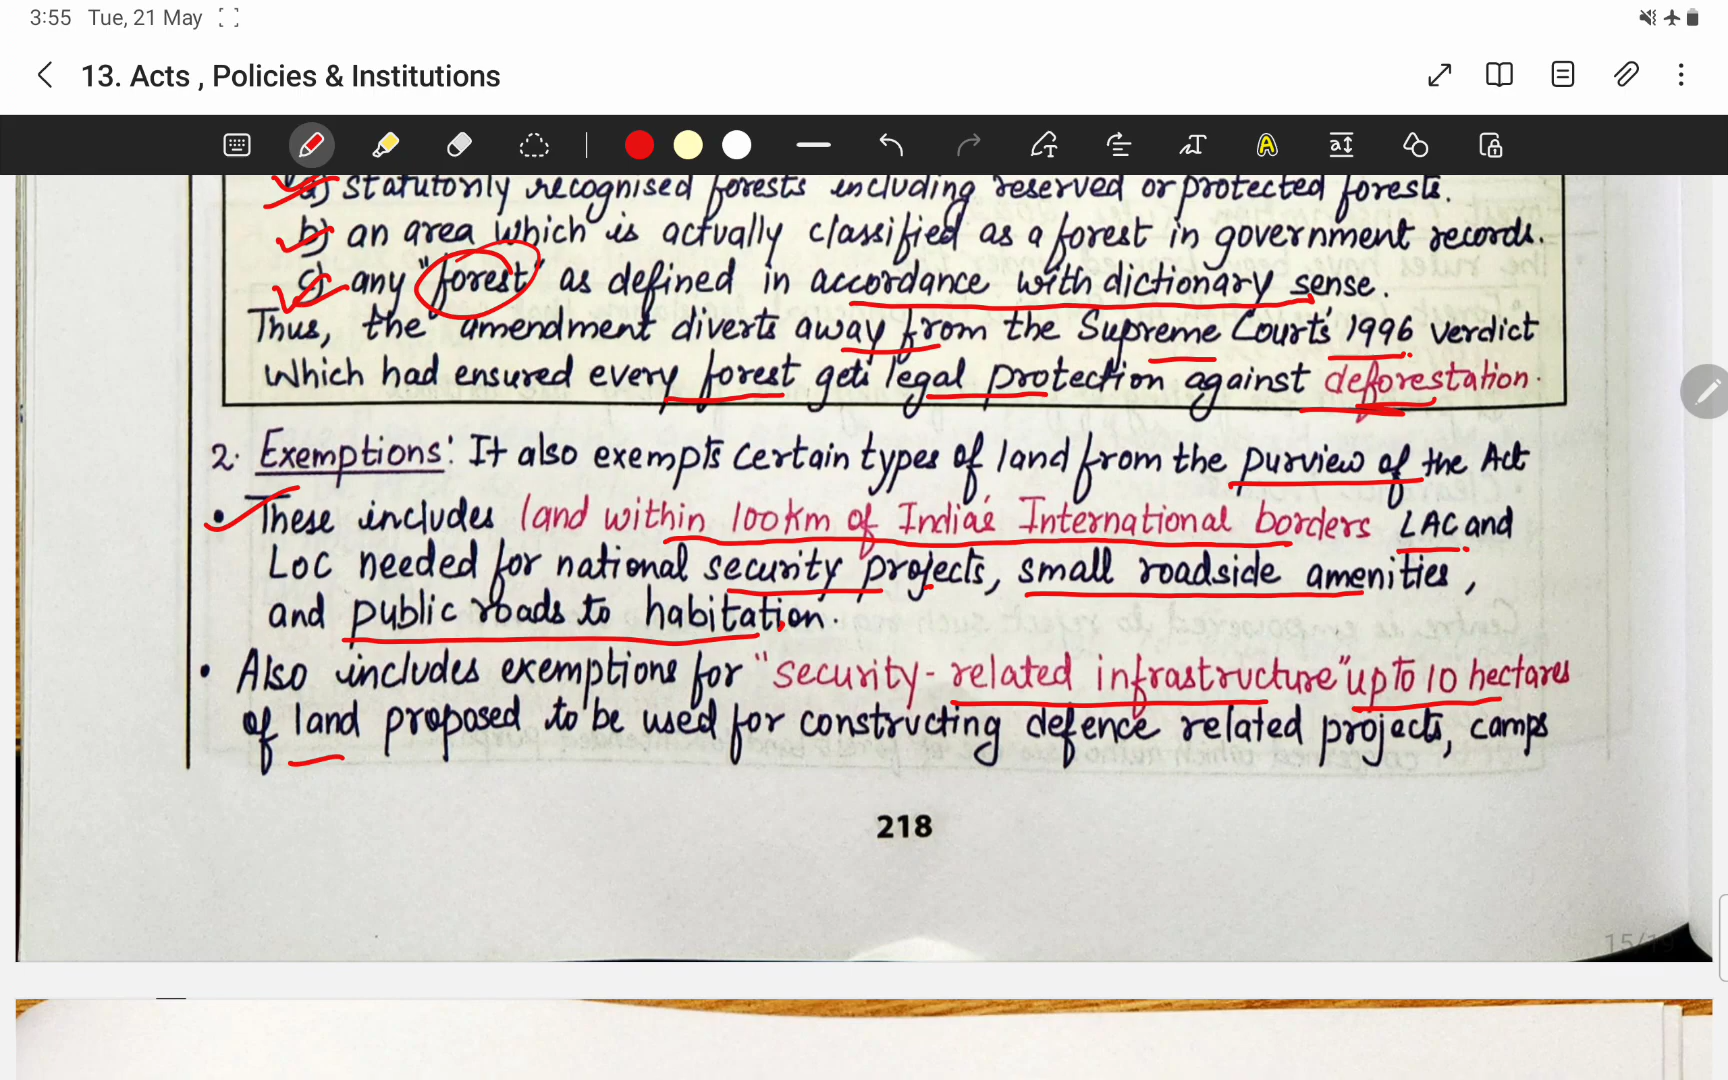 3:55 Tue, 21 May
13. Acts , Policies & Institutions
a) statutorily recognised forests including reserved or protected forests.
b) an area which is actually classified as a forest in government records.
c) any "forest" as defined in accordance with dictionary sense.
Thus, the amendment diverts away from the Supreme Court's 1996 verdict
which had ensured every forest gets legal protection against deforestation.
2. Exemptions: It also exempts certain types of land from the purview of the Act
• These includes land within 100km of India's International borders LAC and
LOC needed for national security projects, small roadside amenities,
and public roads to habitation.
• Also includes exemptions for "security-related infrastructure" up to 10 hectares
of land proposed to be used for constructing defence related projects, camps
218